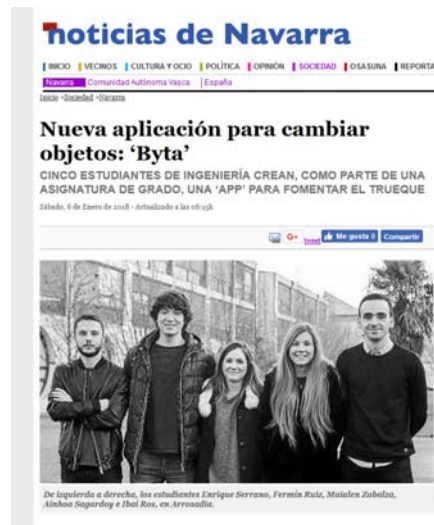 noticias de Navarra
INICIO VECINOS CULTURA Y OCIO POLÍTICA OPINIÓN SOCIEDAD OSASUNA REPORTA
Navarra Comunidad Autónoma Vasca España
Inicio >Sociedad >Navarra
Nueva aplicación para cambiar
objetos: ‘Byta’
CINCO ESTUDIANTES DE INGENIERÍA CREAN, COMO PARTE DE UNA
ASIGNATURA DE GRADO, UNA ‘APP’ PARA FOMENTAR EL TRUEQUE
Sábado, 6 de Enero de 2018 - Actualizado a las 06:15h
G+ tweet Me gusta 0 Compartir
De izquierda a derecha, los estudiantes Enrique Serrano, Fermín Ruiz, Maialen Zabalza,
Ainhoa Sagardoy e Ibai Ros, en Arrosadia.